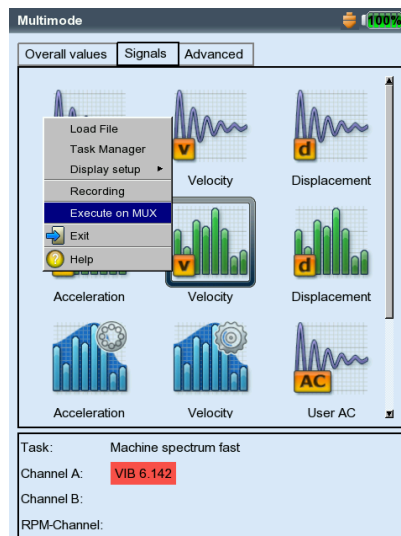 Multimode
100%
Overall values Signals Advanced
Load File
Task Manager
Display setup
Recording
Execute on MUX
Exit
? Help
v
d
Velocity
Displacement
v
d
Acceleration
Velocity
Displacement
AC
Acceleration
Velocity
User AC
Task: Machine spectrum fast
Channel A: VIB 6.142
Channel B:
RPM-Channel: